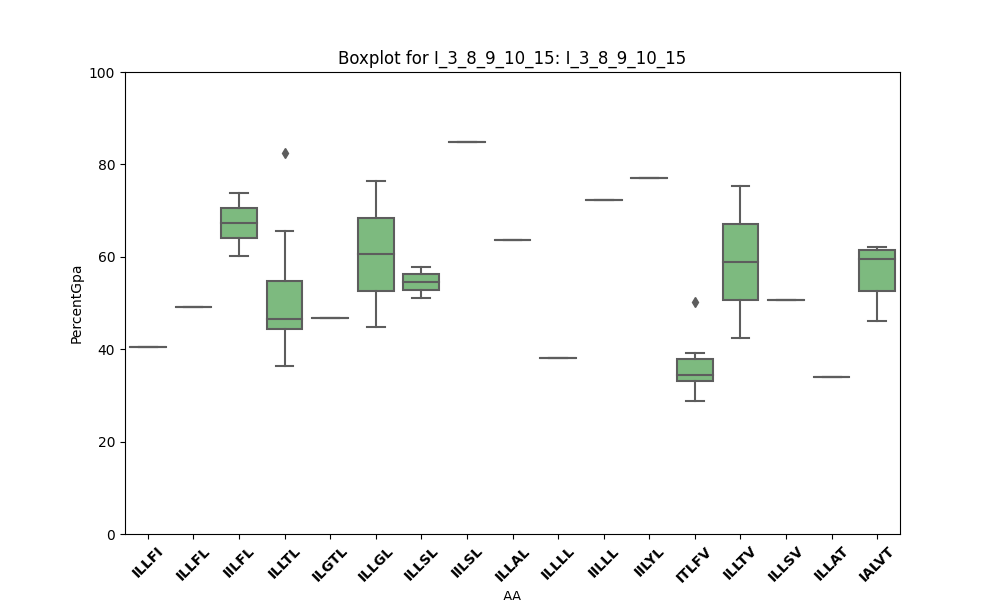 Boxplot for I_3_8_9_10_15: I_3_8_9_10_15
100
80
60
40
20
0
PercentGpa
ILLFI
ILLFL
IILFL
ILLTL
ILGTL
ILLGL
ILLSL
IILSL
ILLAL
ILLLL
IILLL
IILYL
ITLFV
ILLTV
ILLSV
ILLAT
IALVT
AA